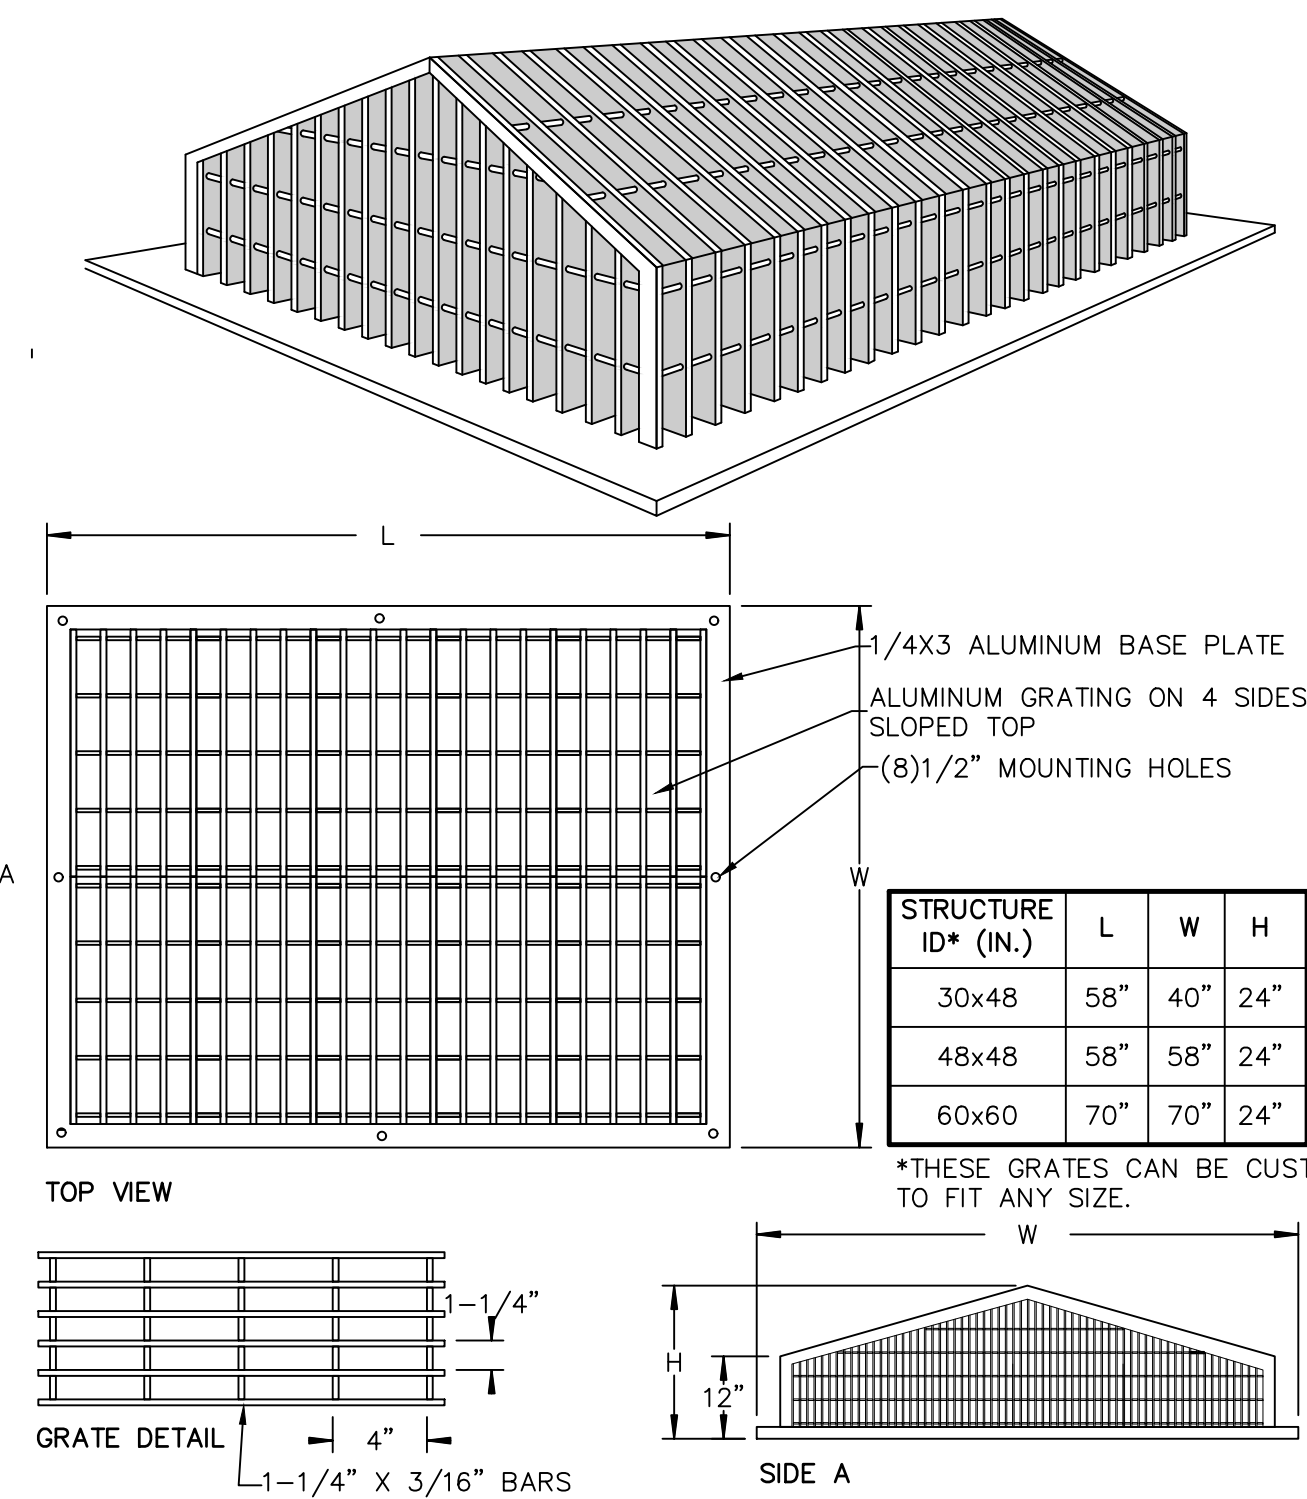 L
1/4X3 ALUMINUM BASE PLATE
ALUMINUM GRATING ON 4 SIDES
SLOPED TOP
(8)1/2" MOUNTING HOLES
A
W
STRUCTURE ID* (IN.) L W H
30x48 58" 40" 24"
48x48 58" 58" 24"
60x60 70" 70" 24"
*THESE GRATES CAN BE CUST
TO FIT ANY SIZE.
TOP VIEW
1-1/4"
GRATE DETAIL
4"
1-1/4" X 3/16" BARS
W
H
12"
SIDE A